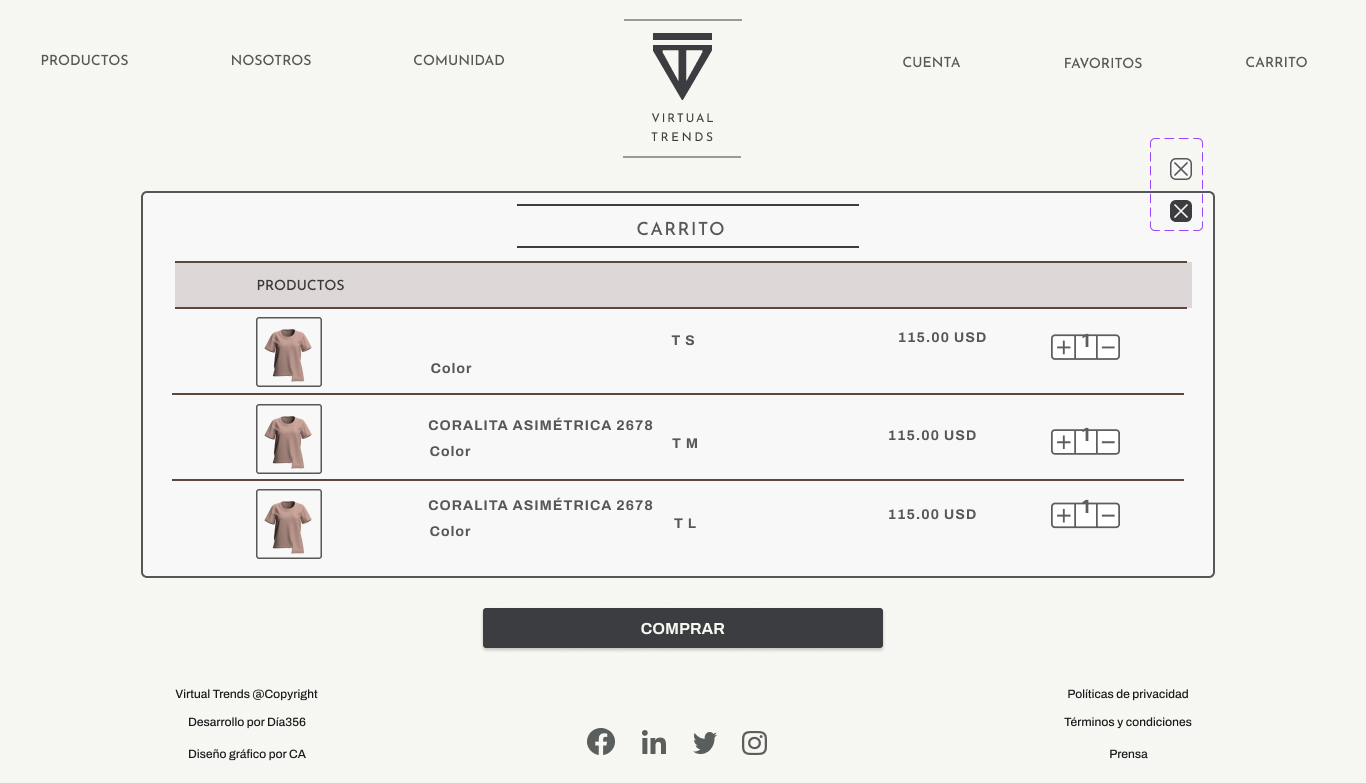 PRODUCTOS
NOSOTROS
COMUNIDAD
VIRTUAL
TRENDS
CUENTA
FAVORITOS
CARRITO
CARRITO
PRODUCTOS
T S
115.00 USD
1
Color
CORALITA ASIMÉTRICA 2678
Color
T M
115.00 USD
1
CORALITA ASIMÉTRICA 2678
Color
T L
115.00 USD
1
COMPRAR
Virtual Trends @Copyright
Desarrollo por Día356
Diseño gráfico por CA
Políticas de privacidad
Términos y condiciones
Prensa